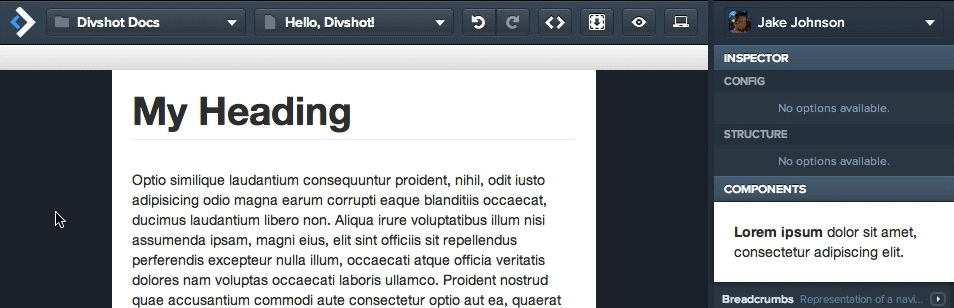 Divshot Docs
Hello, Divshot!
Jake Johnson
My Heading
Optio similique laudantium consequuntur proident, nihil, odit iusto
adipisicing odio magna earum corrupti eaque blanditiis occaecat,
ducimus laudantium libero non. Aliqua irure voluptatibus illum nisi
assumenda ipsam, magni eius, elit sint officiis sit repellendus
perferendis excepteur nulla illum, occaecati atque officia veritatis
dolores nam voluptas occaecati laboris ullamco. Proident nostrud
quae accusantium commodi aute consectetur optio aut ea, quaerat
INSPECTOR
CONFIG
No options available.
STRUCTURE
No options available.
COMPONENTS
Lorem ipsum dolor sit amet,
consectetur adipiscing elit.
Breadcrumbs Representation of a navi...